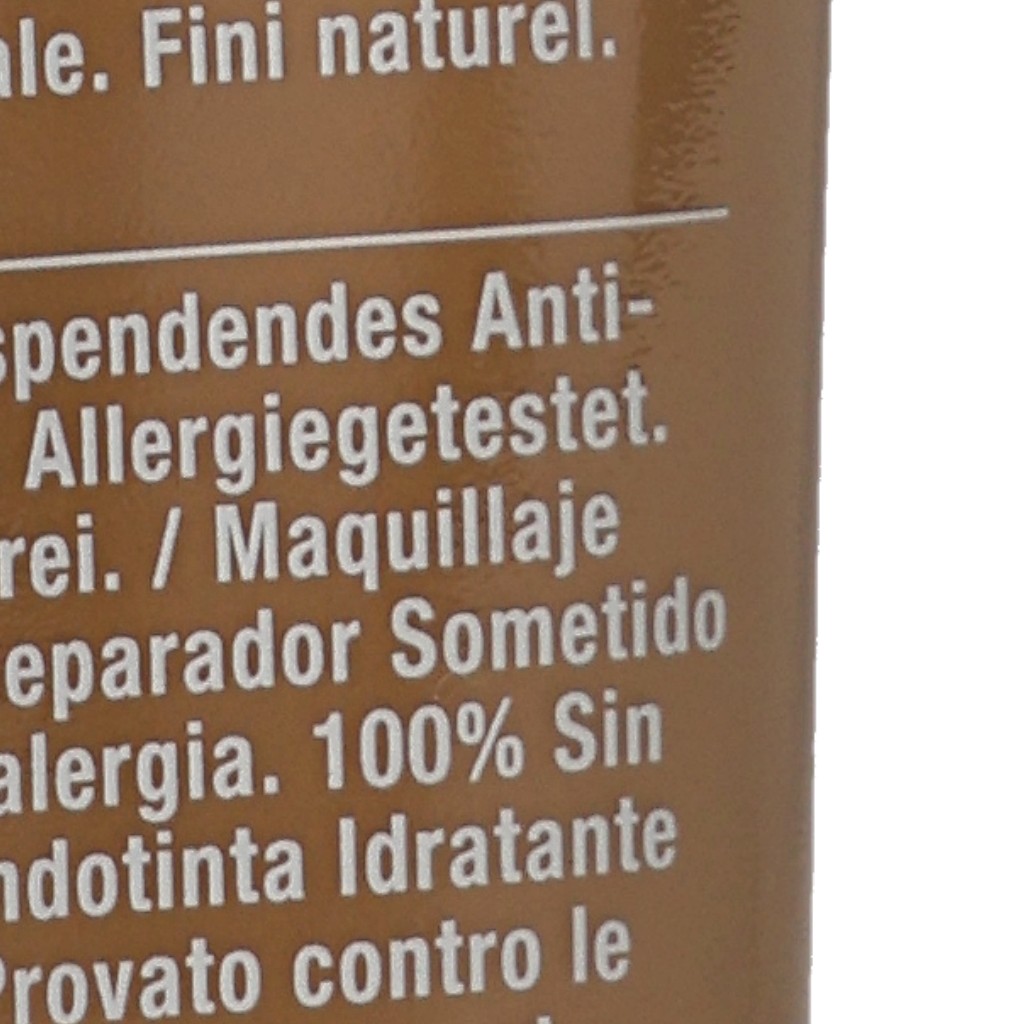 ale. Fini naturel.
spendendes Anti-
Allergiegetestet.
rei. / Maquillaje
eparador Sometido
alergia. 100% Sin
ndotinta Idratante
Provato contro le